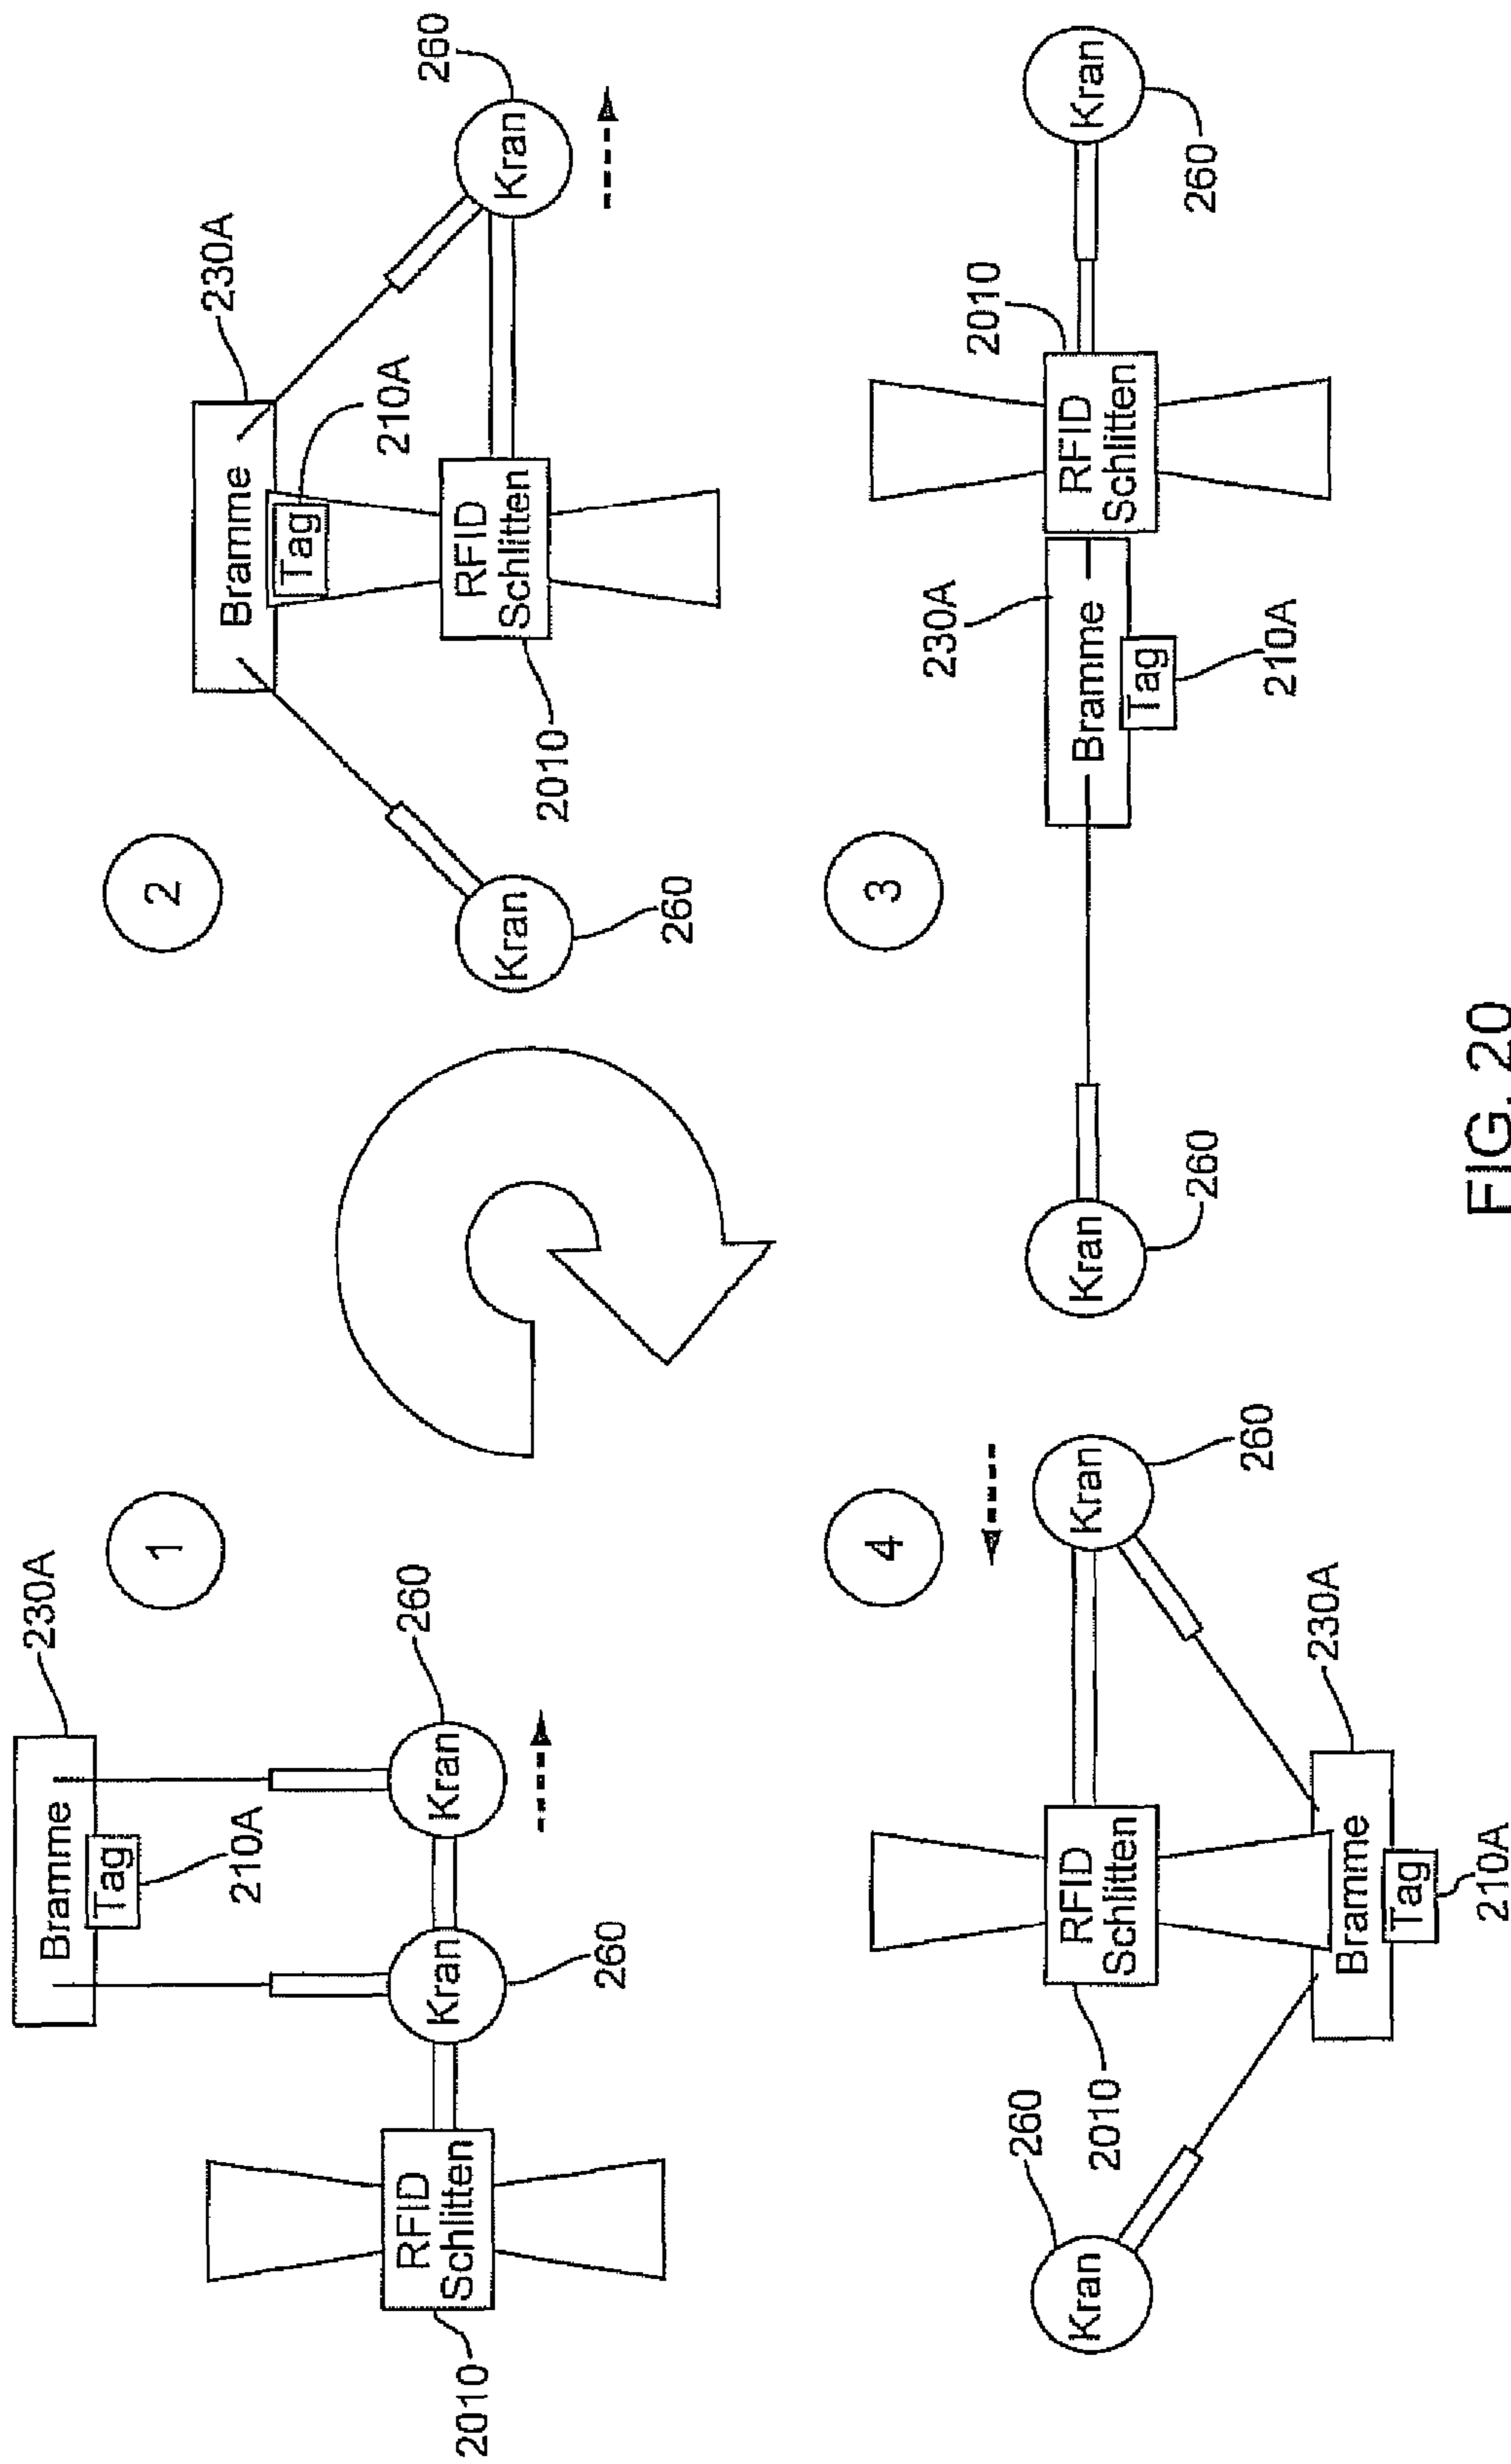 1
230A
Bramme
Tag
210A
260
Kran
Kran
260
RFID
Schlitten
2010
2
230A
Bramme
Tag
210A
260
Kran
Kran
260
RFID
Schlitten
2010
4
260
Kran
Kran
260
RFID
Schlitten
2010
230A
Bramme
Tag
210A
3
2010
230A
Kran
260
Bramme
Tag
210A
RFID
Schlitten
Kran
260
FIG. 20